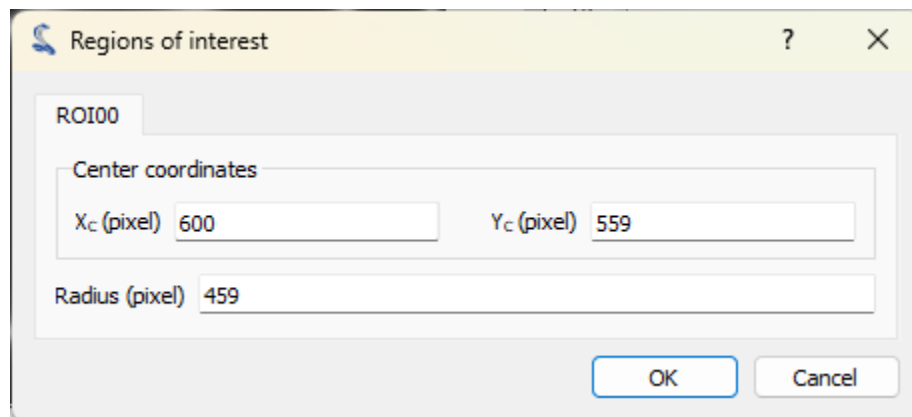 Regions of interest
ROI00
Center coordinates
XC (pixel) 600 YC (pixel) 559
Radius (pixel) 459
OK Cancel